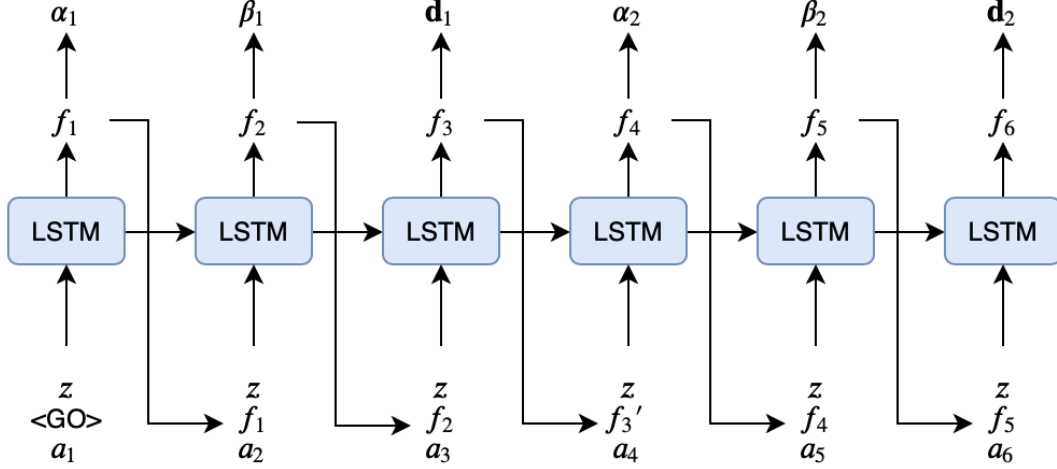 α₁ β₁ d₁ α₂ β₂ d₂
f₁ f₂ f₃ f₄ f₅ f₆
LSTM LSTM LSTM LSTM LSTM LSTM
z z z z z z
<GO> f₁ f₂ f₃′ f₄ f₅
a₁ a₂ a₃ a₄ a₅ a₆